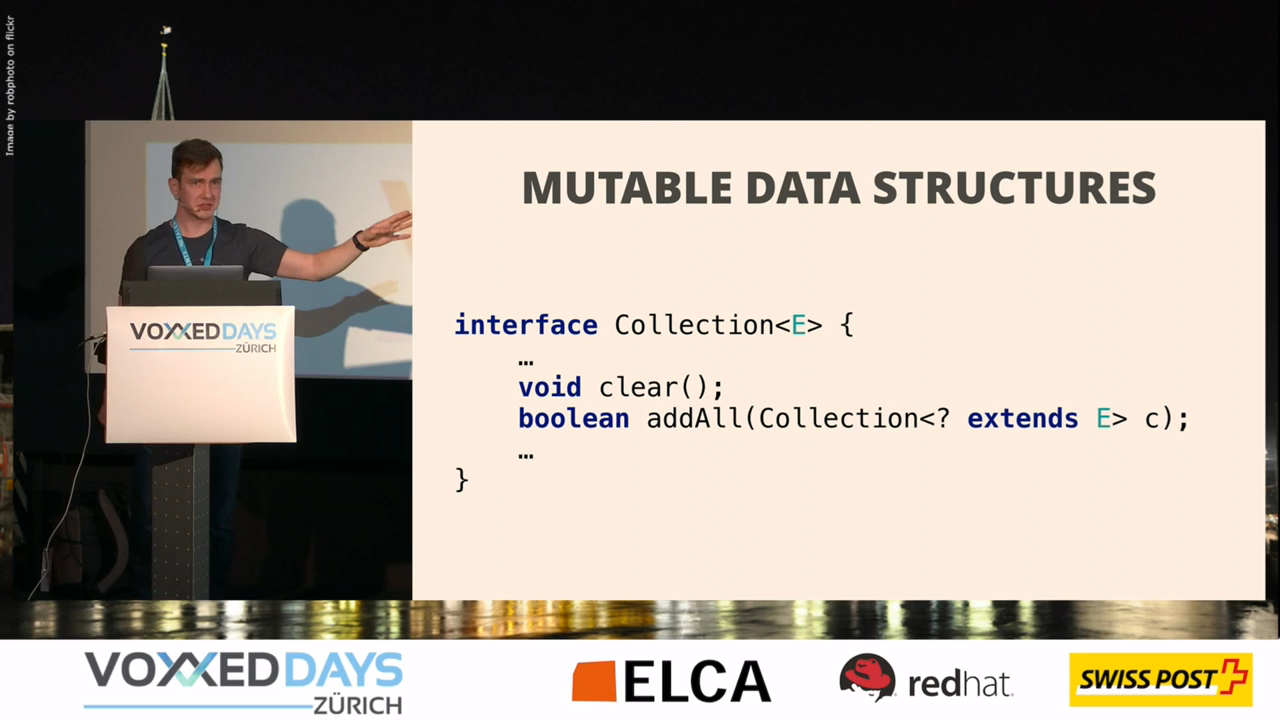 Image by robphoto on flickr
MUTABLE DATA STRUCTURES
interface Collection<E> {
…
void clear();
boolean addAll(Collection<? extends E> c);
…
}
VOXXEDDAYS
ZÜRICH
VOXXEDDAYS
ZÜRICH
ELCA
redhat.
SWISS POST